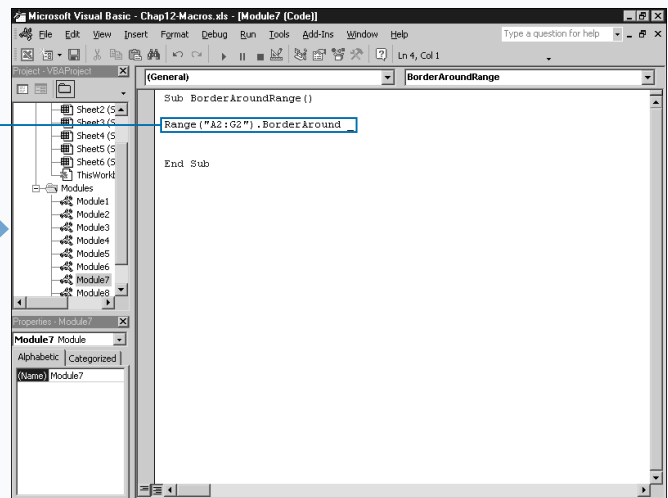 Microsoft Visual Basic - Chap12-Macros.xls - [Module7 (Code)]
File Edit View Insert Format Debug Run Tools Add-Ins Window Help Type a question for help
Ln 4, Col 1
Project - VBAProject
(General) BorderAroundRange
Sheet2 (S
Sheet3 (S
Sheet4 (S
Sheet5 (S
Sheet6 (S
ThisWorkb
Modules
Module1
Module2
Module3
Module4
Module5
Module6
Module7
Module8
Sub BorderAroundRange()
Range("A2:G2").BorderAround _
End Sub
Properties - Module7
Module7 Module
Alphabetic Categorized
(Name) Module7